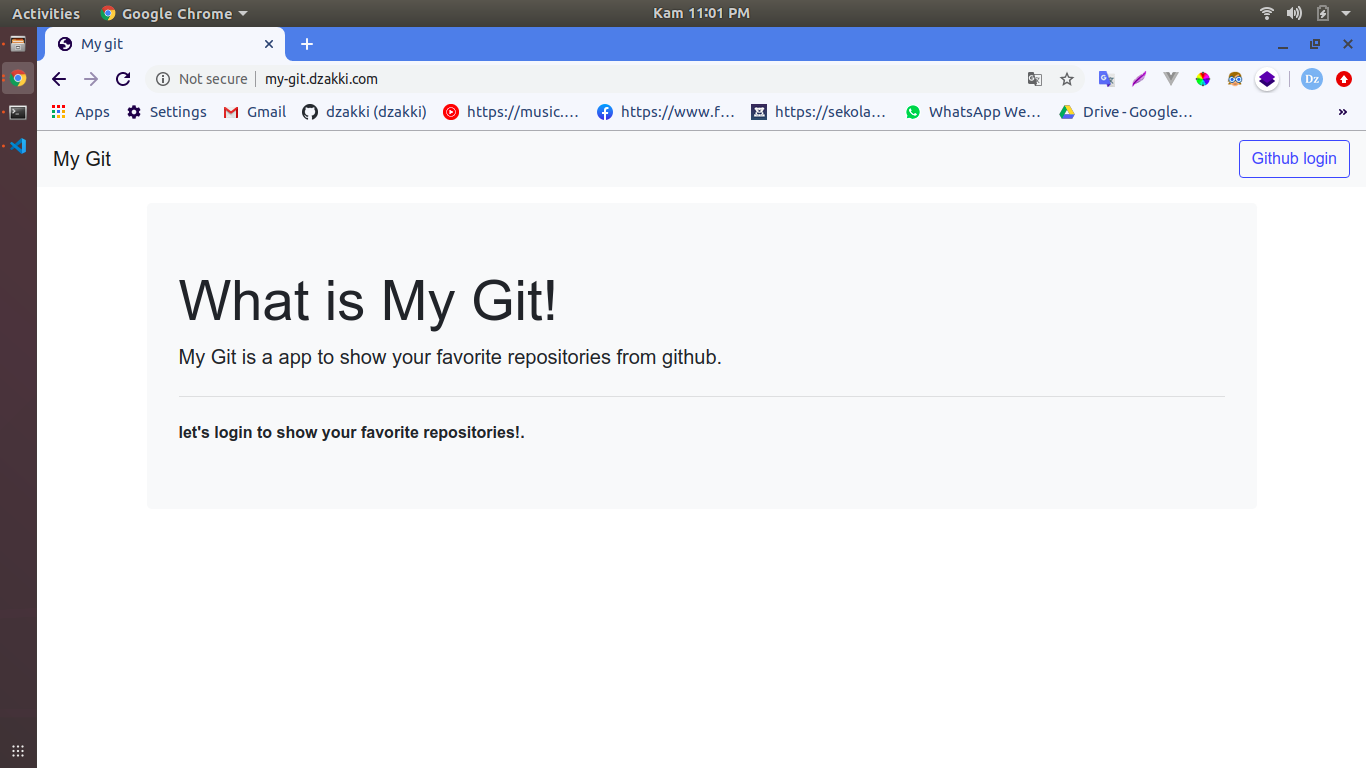 Activities Google Chrome Kam 11:01 PM
My git
Not secure my-git.dzakki.com Dz
Apps Settings Gmail dzakki (dzakki) https://music.... https://www.f... https://sekola... WhatsApp We... Drive - Google... »
My Git Github login
What is My Git!
My Git is a app to show your favorite repositories from github.
let's login to show your favorite repositories!.